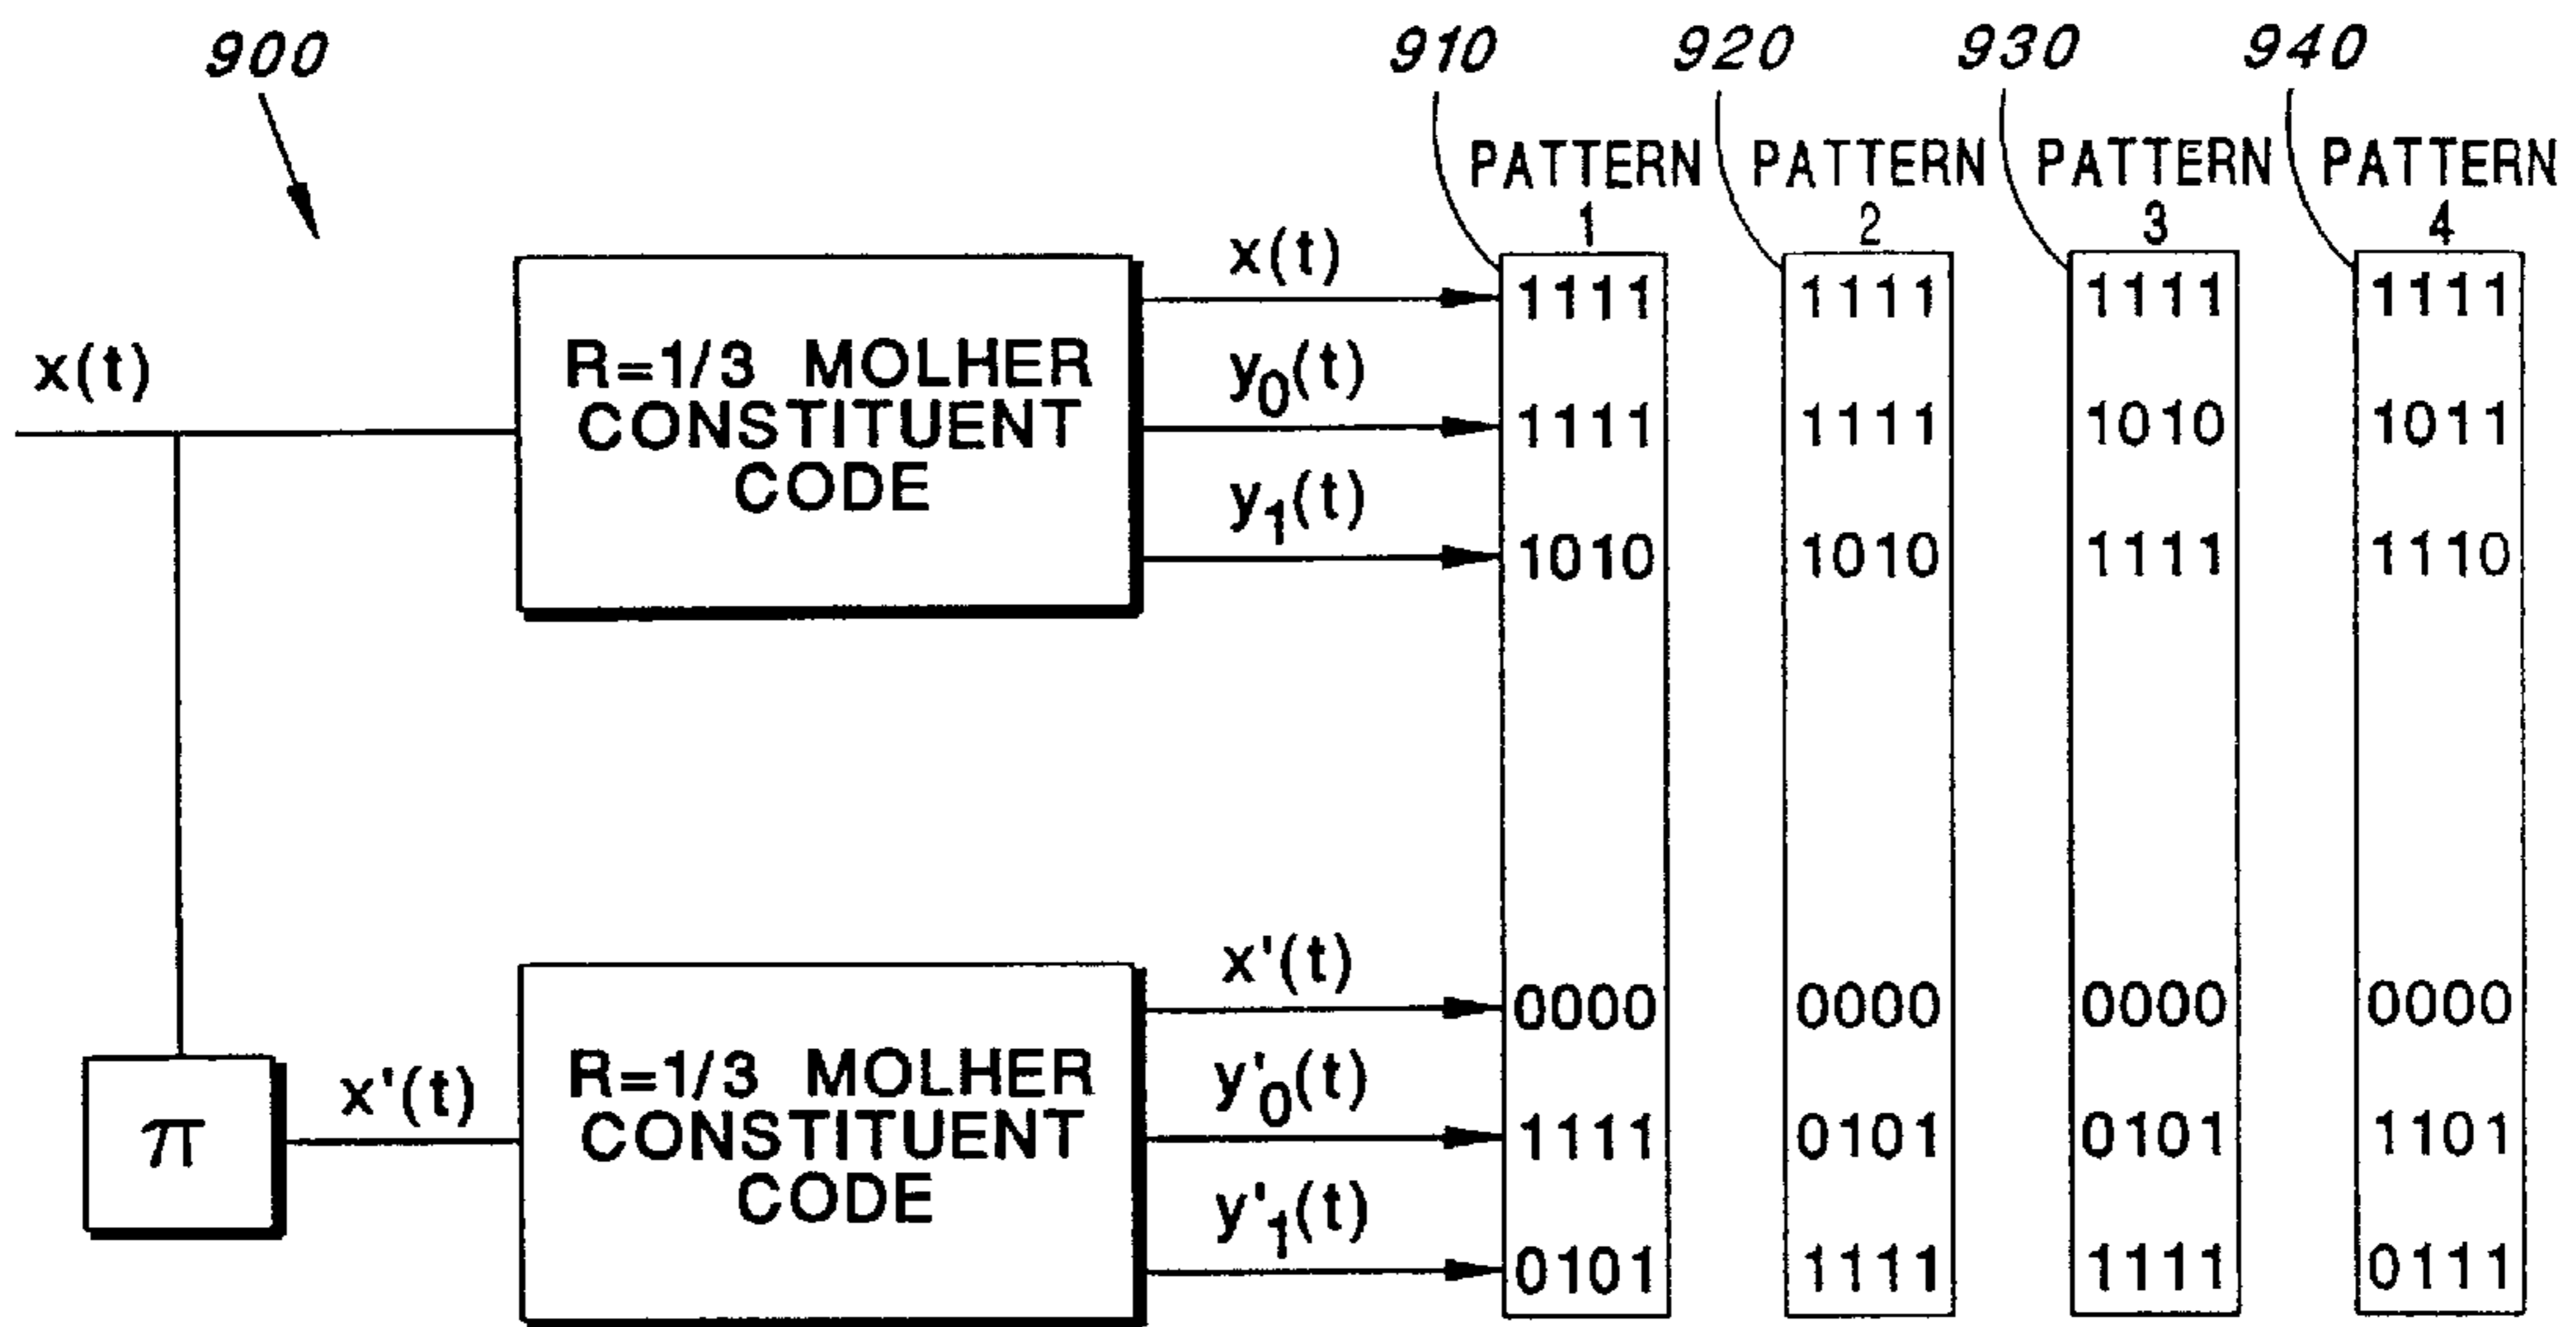 900
910
920
930
940
PATTERN 1
PATTERN 2
PATTERN 3
PATTERN 4
x(t)
R=1/3 MOLHER
CONSTITUENT
CODE
x(t)
y0(t)
y1(t)
1111 1111 1111 1111
1111 1111 1010 1011
1010 1010 1111 1110
π
x'(t)
R=1/3 MOLHER
CONSTITUENT
CODE
x'(t)
y'0(t)
y'1(t)
0000 0000 0000 0000
1111 0101 0101 1101
0101 1111 1111 0111